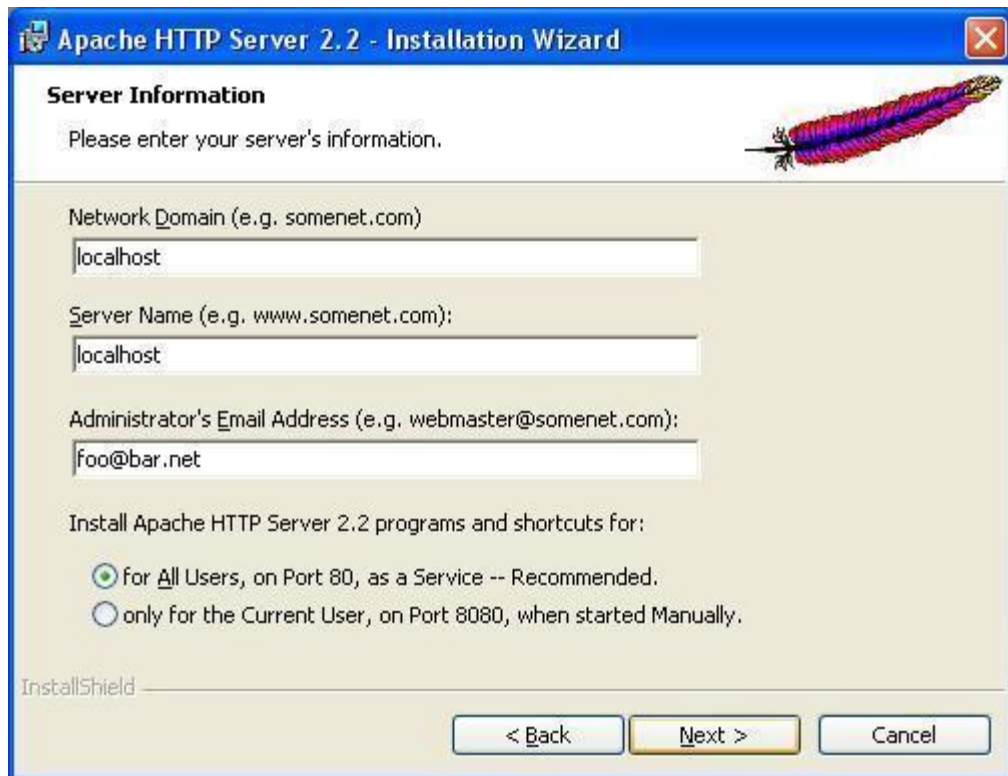 Apache HTTP Server 2.2 - Installation Wizard
Server Information
Please enter your server's information.
Network Domain (e.g. somenet.com)
localhost
Server Name (e.g. www.somenet.com):
localhost
Administrator's Email Address (e.g. webmaster@somenet.com):
foo@bar.net
Install Apache HTTP Server 2.2 programs and shortcuts for:
for All Users, on Port 80, as a Service -- Recommended.
only for the Current User, on Port 8080, when started Manually.
InstallShield
< Back Next > Cancel